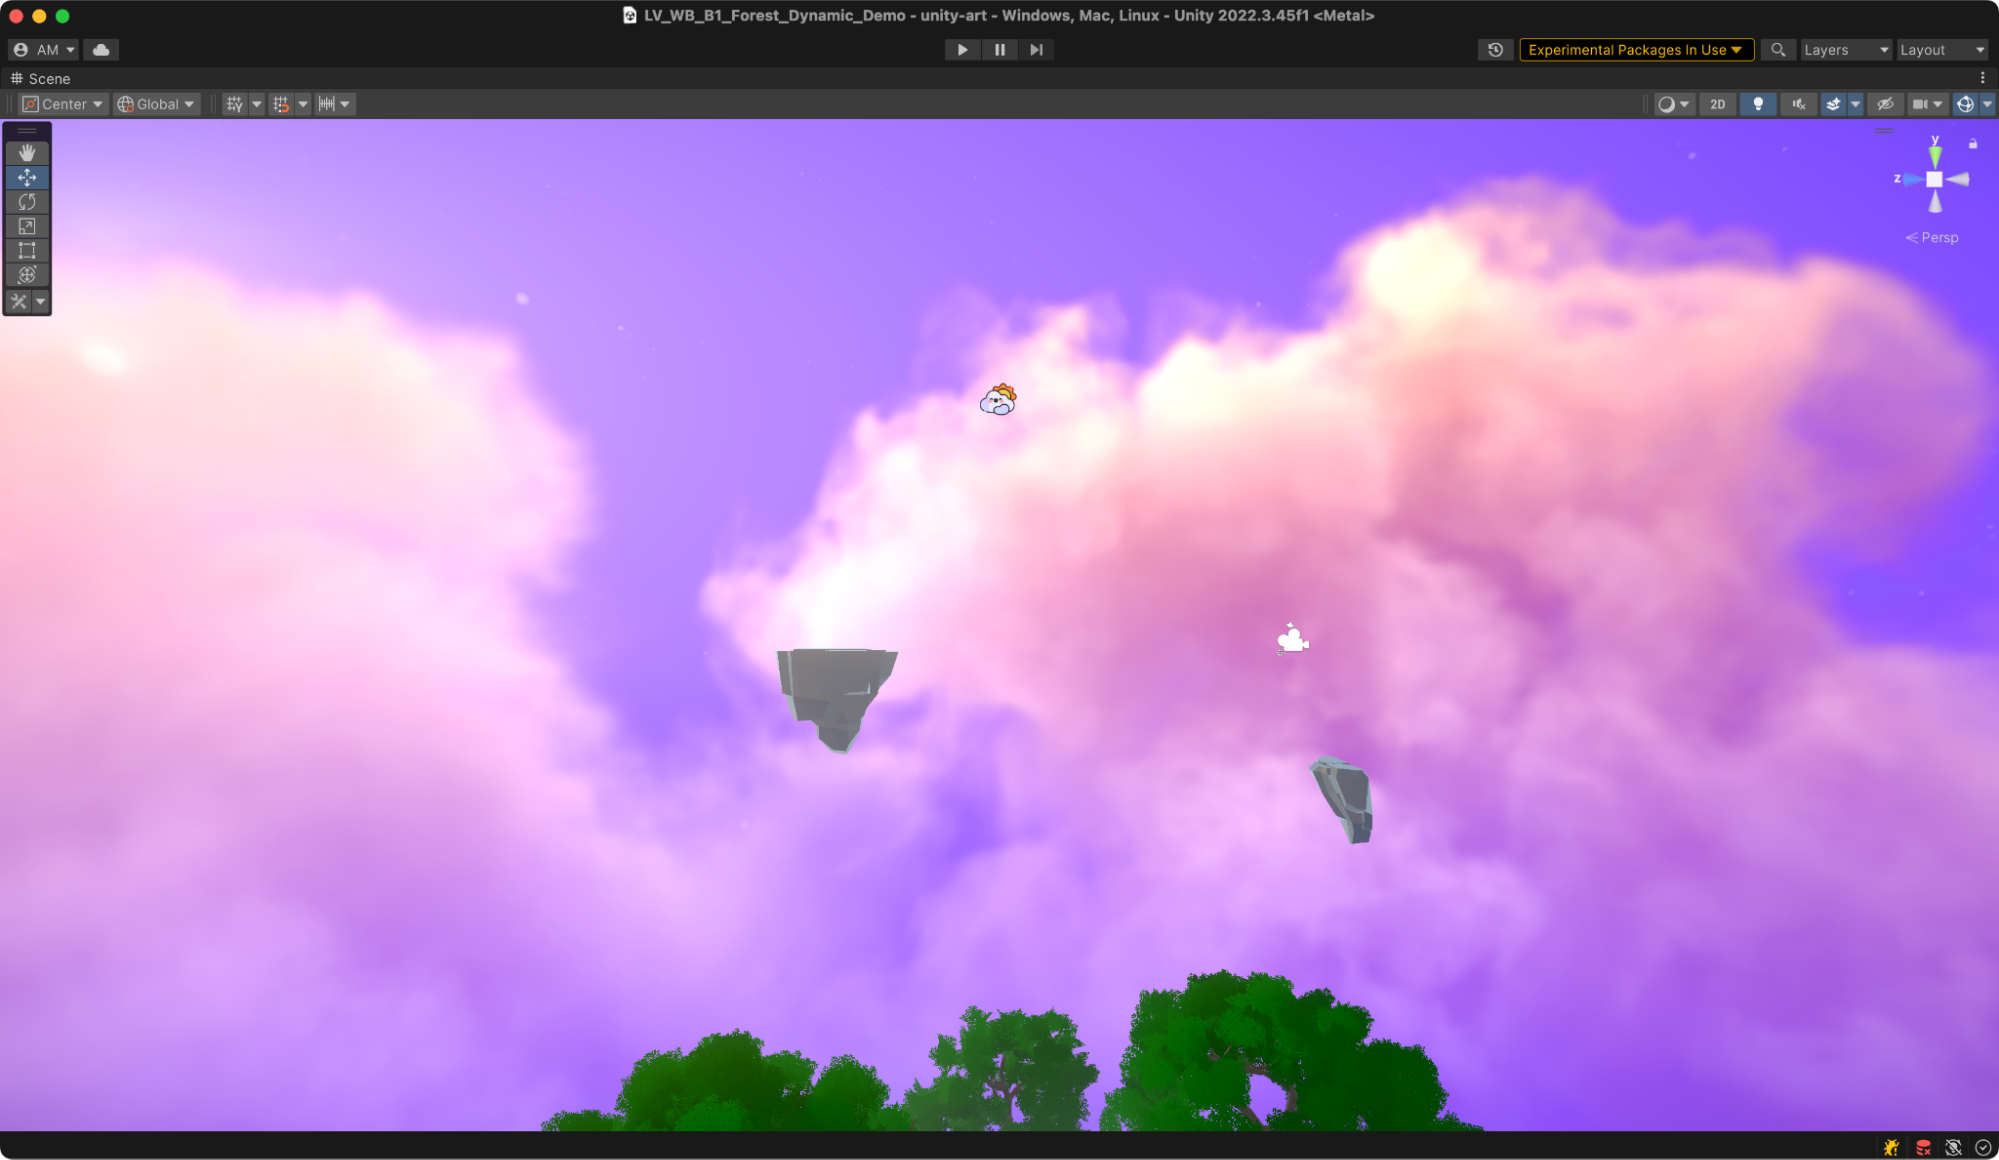 LV_WB_B1_Forest_Dynamic_Demo - unity-art - Windows, Mac, Linux - Unity 2022.3.45f1 <Metal>
AM
Experimental Packages In Use
Layers
Layout
Scene
Center
Global
2D
y
z
Persp